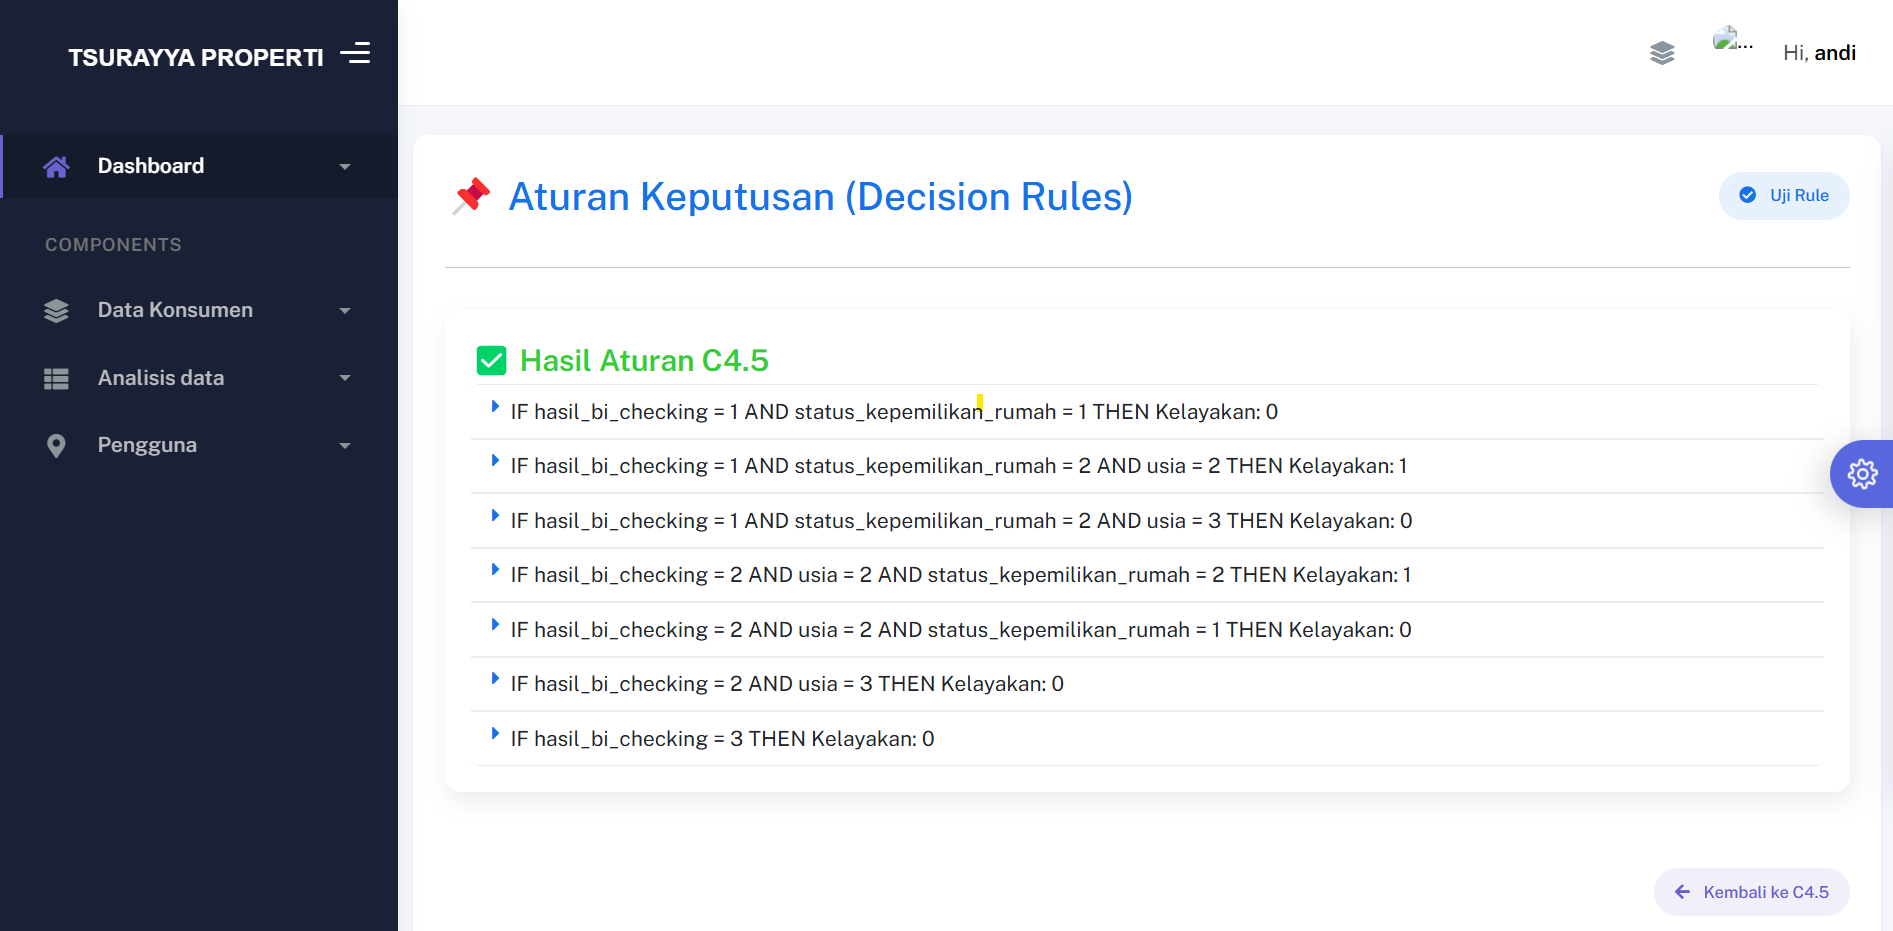 TSURAYYA PROPERTI
... Hi, andi
Dashboard
COMPONENTS
Data Konsumen
Analisis data
Pengguna
Aturan Keputusan (Decision Rules)
Uji Rule
Hasil Aturan C4.5
IF hasil_bi_checking = 1 AND status_kepemilikan_rumah = 1 THEN Kelayakan: 0
IF hasil_bi_checking = 1 AND status_kepemilikan_rumah = 2 AND usia = 2 THEN Kelayakan: 1
IF hasil_bi_checking = 1 AND status_kepemilikan_rumah = 2 AND usia = 3 THEN Kelayakan: 0
IF hasil_bi_checking = 2 AND usia = 2 AND status_kepemilikan_rumah = 2 THEN Kelayakan: 1
IF hasil_bi_checking = 2 AND usia = 2 AND status_kepemilikan_rumah = 1 THEN Kelayakan: 0
IF hasil_bi_checking = 2 AND usia = 3 THEN Kelayakan: 0
IF hasil_bi_checking = 3 THEN Kelayakan: 0
Kembali ke C4.5